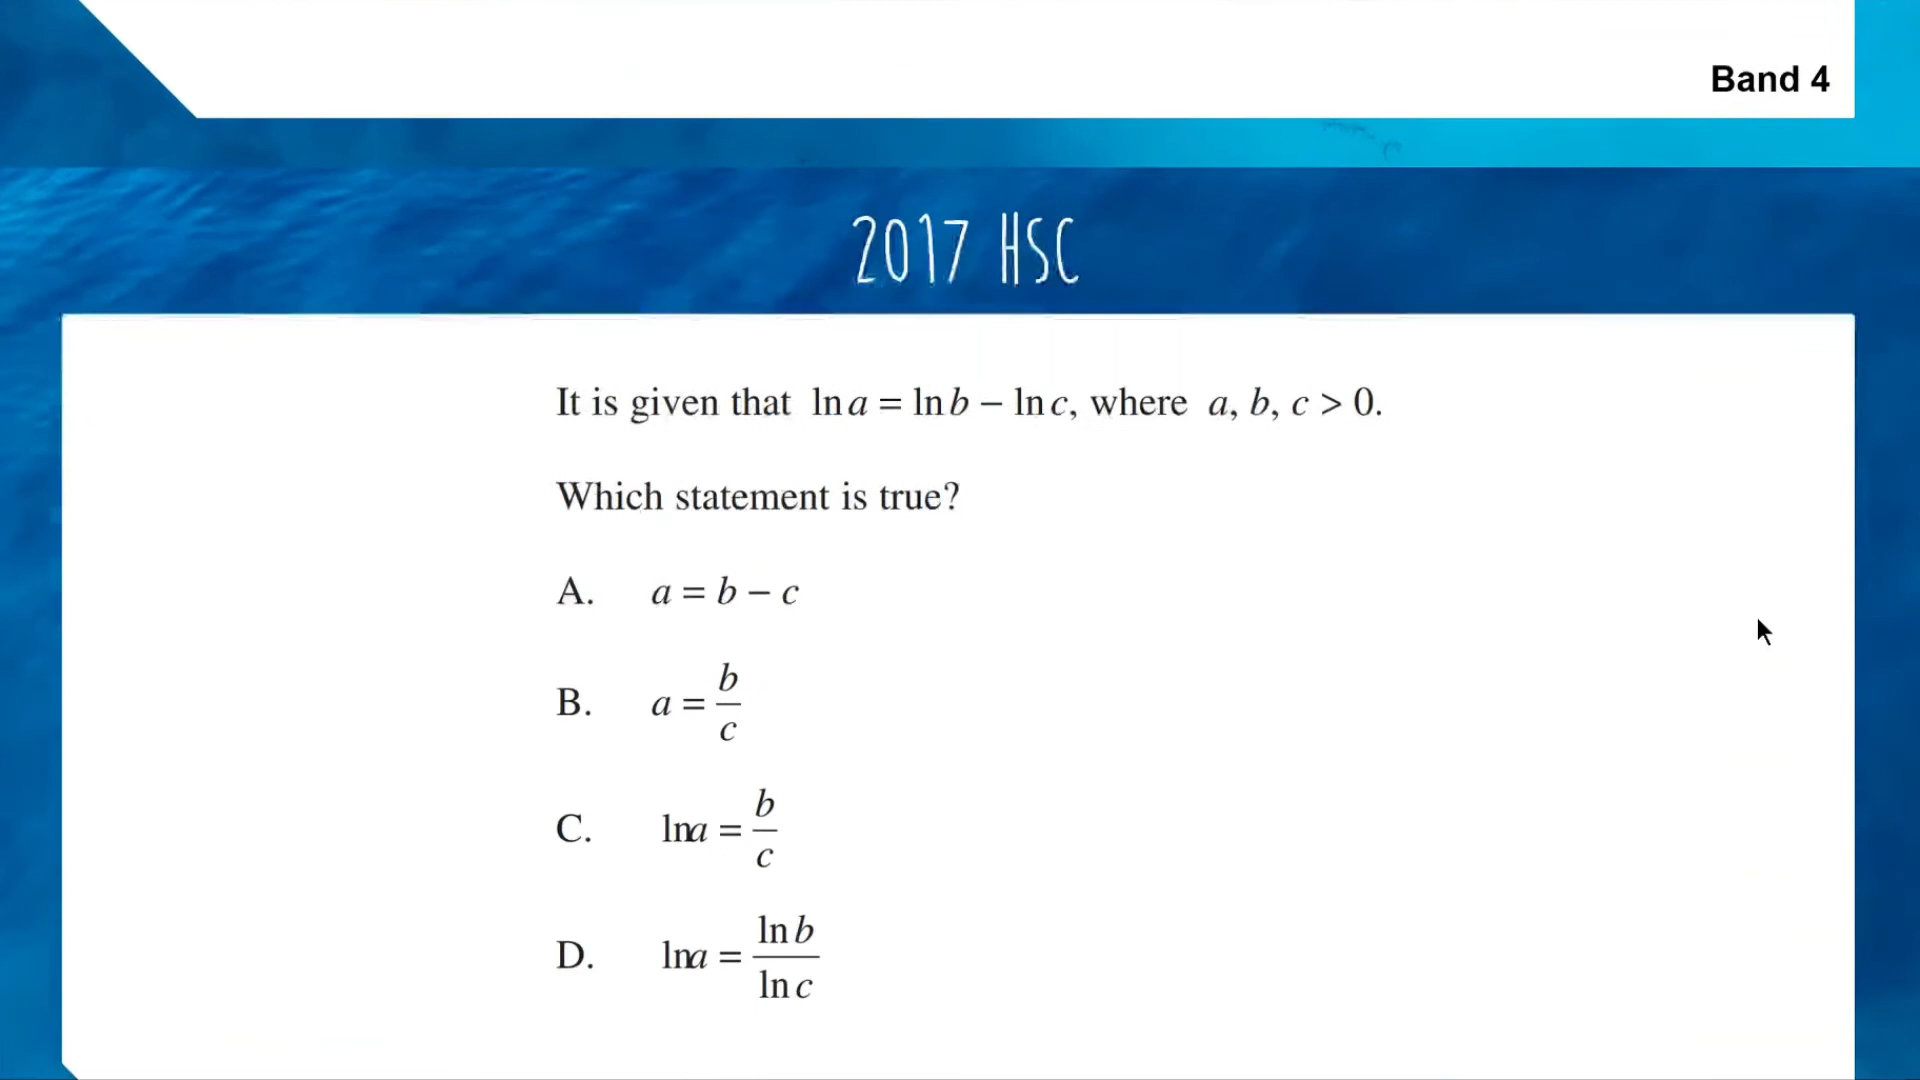 Band 4
2017 HSC
It is given that ln a = ln b − ln c, where a, b, c > 0.
Which statement is true?
A. a = b − c
B. a = b/c
C. ln a = b/c
D. ln a = ln b/ln c